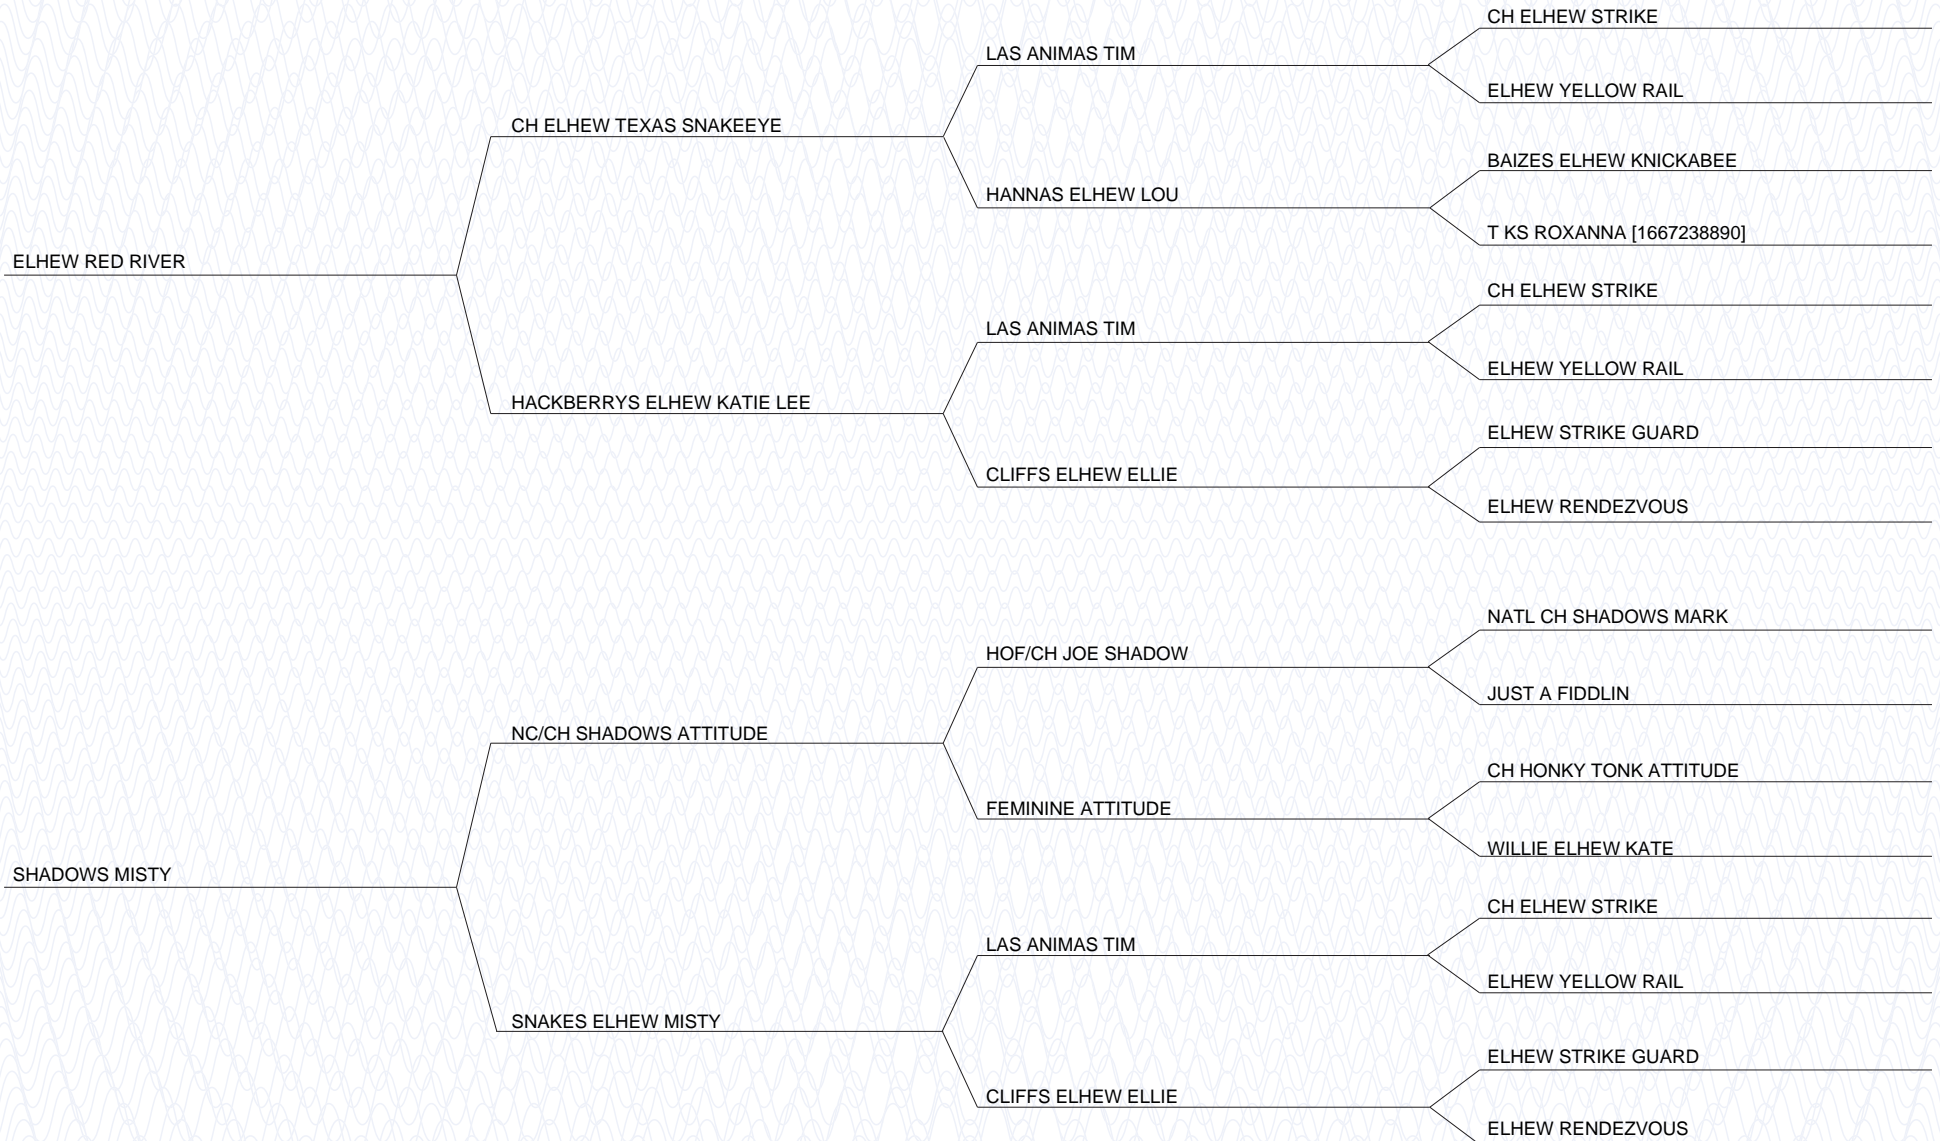 CH ELHEW STRIKE
LAS ANIMAS TIM
ELHEW YELLOW RAIL
CH ELHEW TEXAS SNAKEEYE
BAIZES ELHEW KNICKABEE
HANNAS ELHEW LOU
T KS ROXANNA [1667238890]
ELHEW RED RIVER
CH ELHEW STRIKE
LAS ANIMAS TIM
ELHEW YELLOW RAIL
HACKBERRYS ELHEW KATIE LEE
ELHEW STRIKE GUARD
CLIFFS ELHEW ELLIE
ELHEW RENDEZVOUS
NATL CH SHADOWS MARK
HOF/CH JOE SHADOW
JUST A FIDDLIN
NC/CH SHADOWS ATTITUDE
CH HONKY TONK ATTITUDE
FEMININE ATTITUDE
WILLIE ELHEW KATE
SHADOWS MISTY
CH ELHEW STRIKE
LAS ANIMAS TIM
ELHEW YELLOW RAIL
SNAKES ELHEW MISTY
ELHEW STRIKE GUARD
CLIFFS ELHEW ELLIE
ELHEW RENDEZVOUS